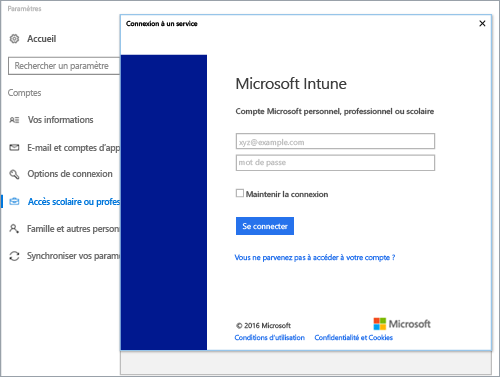 Paramètres
Accueil
Rechercher un paramètre
Comptes
Vos informations
E-mail et comptes d'app
Options de connexion
Accès scolaire ou profes
Famille et autres person
Synchroniser vos param
Connexion à un service
Microsoft Intune
Compte Microsoft personnel, professionnel ou scolaire
xyz@example.com
mot de passe
Maintenir la connexion
Se connecter
Vous ne parvenez pas à accéder à votre compte ?
© 2016 Microsoft
Microsoft
Conditions d'utilisation Confidentialité et Cookies